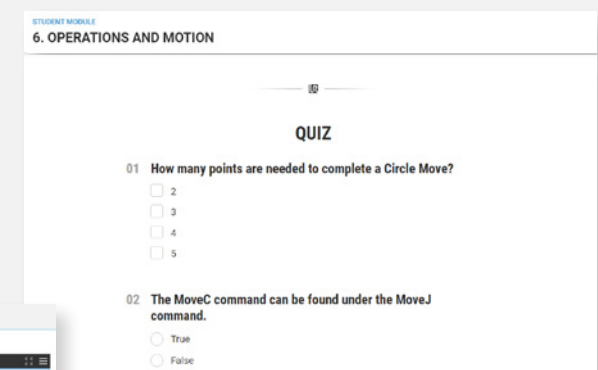 STUDENT MODULE
6. OPERATIONS AND MOTION
QUIZ
01 How many points are needed to complete a Circle Move?
2
3
4
5
02 The MoveC command can be found under the MoveJ
command.
True
False